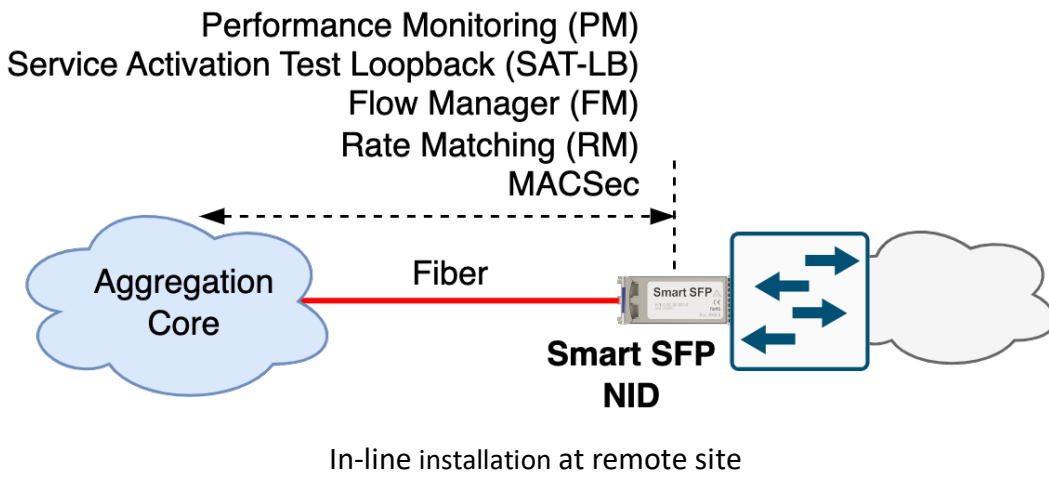 Performance Monitoring (PM)
Service Activation Test Loopback (SAT-LB)
Flow Manager (FM)
Rate Matching (RM)
MACSec
Aggregation
Core
Fiber
Smart SFP
Smart SFP
NID
In-line installation at remote site